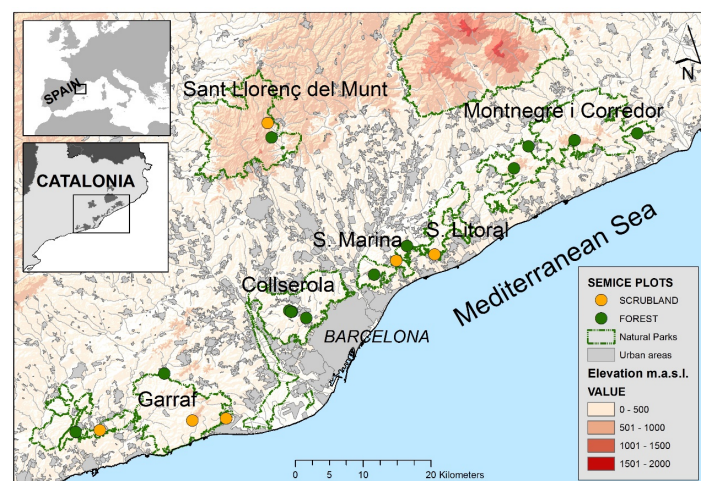 SPAIN
CATALONIA
N
Sant Llorenç del Munt
Montnegre i Corredor
S. Marina
S. Litoral
Collserola
BARCELONA
Garraf
Mediterranean Sea
SEMICE PLOTS
SCRUBLAND
FOREST
Natural Parks
Urban areas
Elevation m.a.s.l.
VALUE
0 - 500
501 - 1000
1001 - 1500
1501 - 2000
0 5 10 20 Kilometers